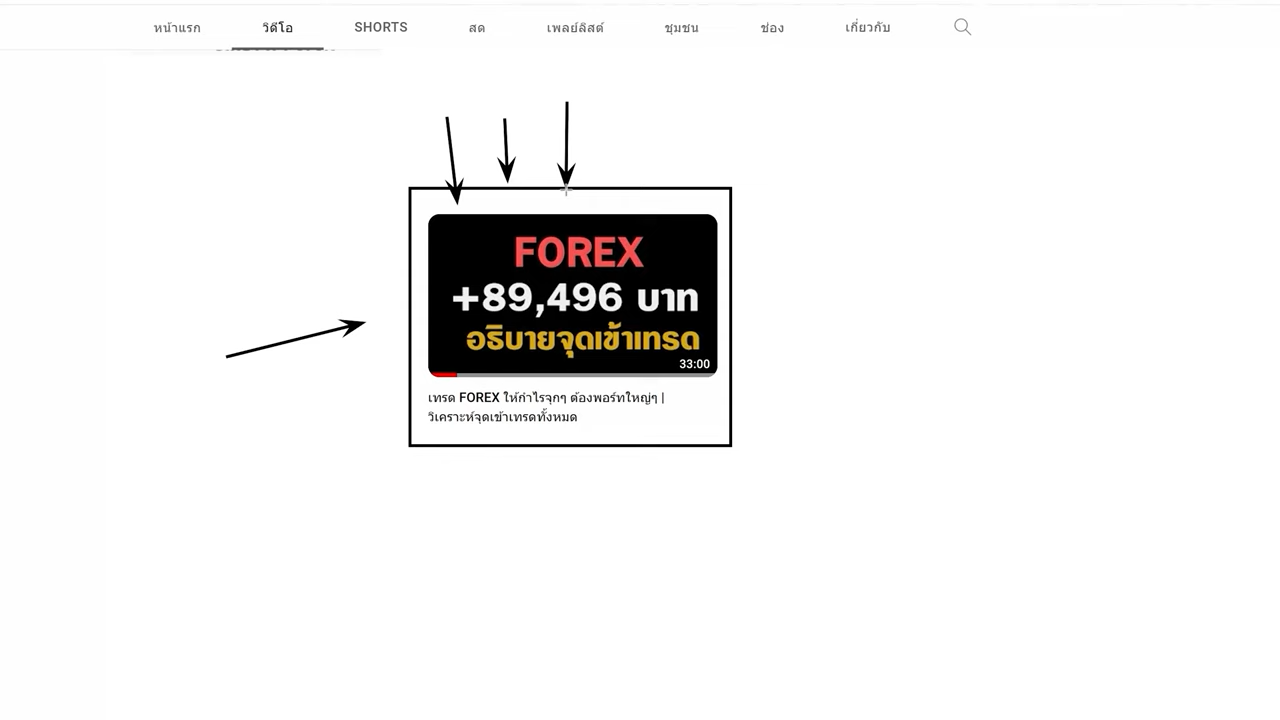 หน้าแรก วิดีโอ SHORTS สด เพลย์ลิสต์ ชุมชน ช่อง เกี่ยวกับ
FOREX
+89,496 บาท
อธิบายจุดเข้าเทรด
33:00
เทรด FOREX ให้กำไรจุกๆ ต้องพอร์ทใหญ่ๆ |
วิเคราะห์จุดเข้าเทรดทั้งหมด